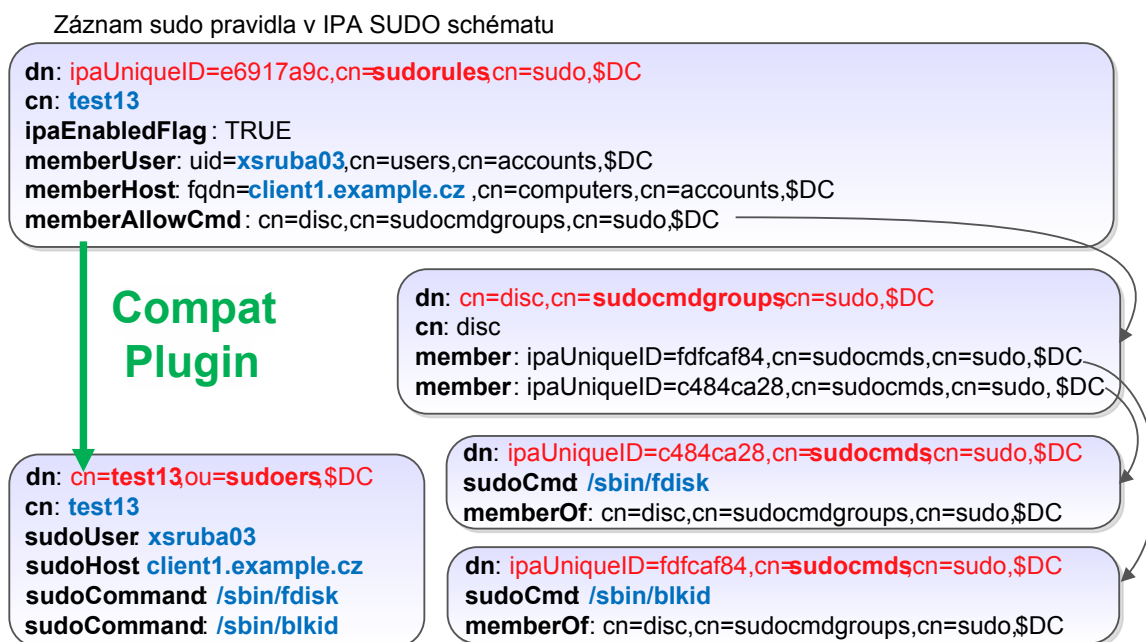 Záznam sudo pravidla v IPA SUDO schématu
dn: ipaUniqueID=e6917a9c,cn=sudorules,cn=sudo,$DC
cn: test13
ipaEnabledFlag : TRUE
memberUser: uid=xsruba03,cn=users,cn=accounts,$DC
memberHost: fqdn=client1.example.cz ,cn=computers,cn=accounts,$DC
memberAllowCmd : cn=disc,cn=sudocmdgroups,cn=sudo,$DC
Compat
Plugin
dn: cn=disc,cn=sudocmdgroups,cn=sudo,$DC
cn: disc
member: ipaUniqueID=fdfcaf84,cn=sudocmds,cn=sudo,$DC
member: ipaUniqueID=c484ca28,cn=sudocmds,cn=sudo, $DC
dn: cn=test13,ou=sudoers,$DC
cn: test13
sudoUser: xsruba03
sudoHost: client1.example.cz
sudoCommand: /sbin/fdisk
sudoCommand: /sbin/blkid
dn: ipaUniqueID=c484ca28,cn=sudocmds,cn=sudo,$DC
sudoCmd: /sbin/fdisk
memberOf: cn=disc,cn=sudocmdgroups,cn=sudo,$DC
dn: ipaUniqueID=fdfcaf84,cn=sudocmds,cn=sudo,$DC
sudoCmd: /sbin/blkid
memberOf: cn=disc,cn=sudocmdgroups,cn=sudo,$DC